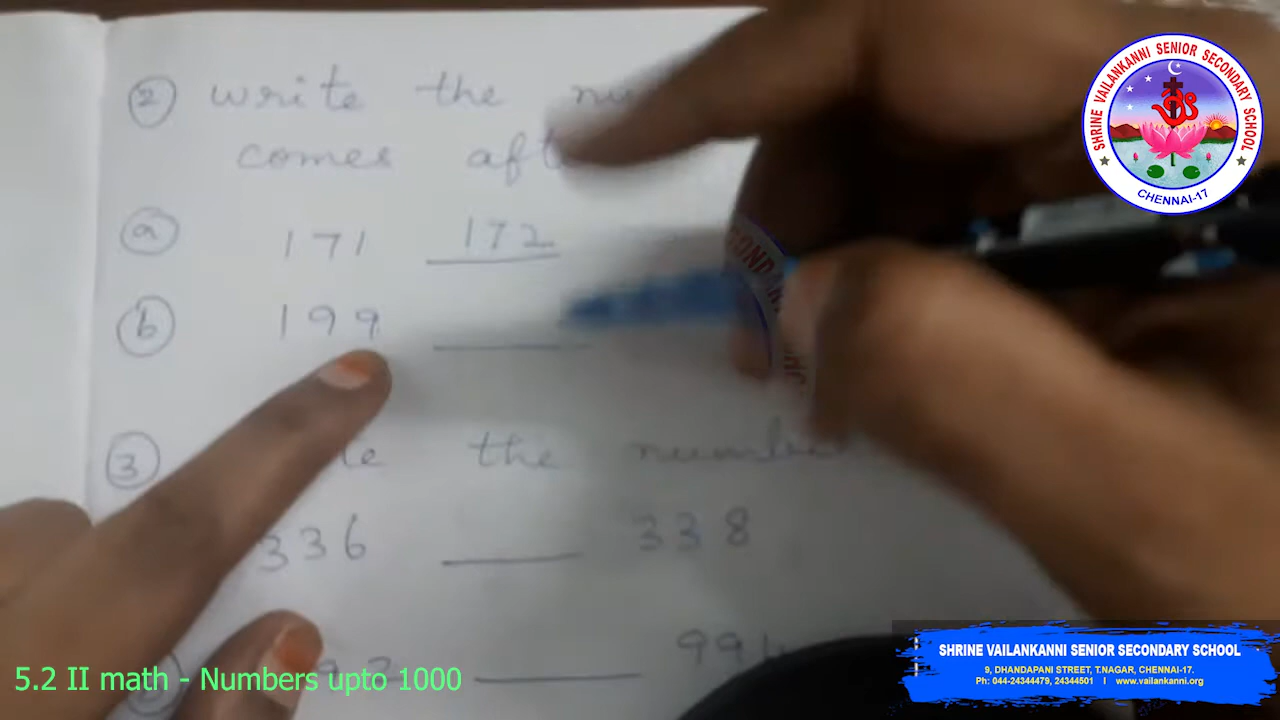 ② write the
comes
ⓐ 171 172
ⓑ 199
③ the number
336 338
SHRINE VAILANKANNI SENIOR SECONDARY SCHOOL
CHENNAI-17
5.2 II math - Numbers upto 1000
SHRINE VAILANKANNI SENIOR SECONDARY SCHOOL
9, DHANDAPANI STREET, T.NAGAR, CHENNAI-17.
Ph: 044-24344479, 24344501 I www.vailankanni.org